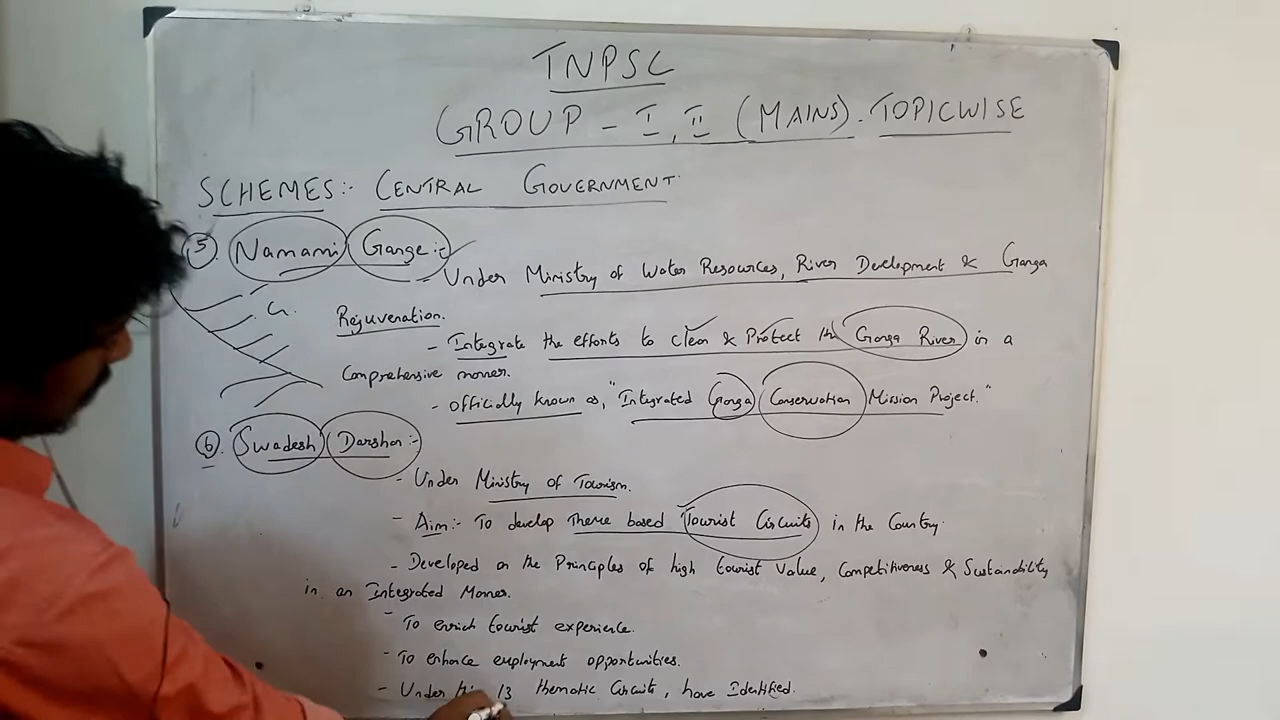 TNPSC
GROUP - I, II (MAINS). TOPICWISE
SCHEMES:- CENTRAL GOVERNMENT.
5. Namami Gange:-
- Under Ministry of Water Resources, River Development & Ganga
Rejuvenation.
- Integrate the efforts to clean & Protect the Ganga River in a
Comprehensive manner.
- Officially known as, "Integrated Ganga Conservation Mission Project."
6. Swadesh Darshan:-
- Under Ministry of Tourism.
- Aim:- To develop Theme based Tourist Circuits in the Country.
- Developed on the Principles of high tourist Value, Competitiveness & Sustainability
in an Integrated Manner.
- To enrich tourist experience.
- To enhance employment opportunities.
- Under 13 thematic Circuits, have Identified.